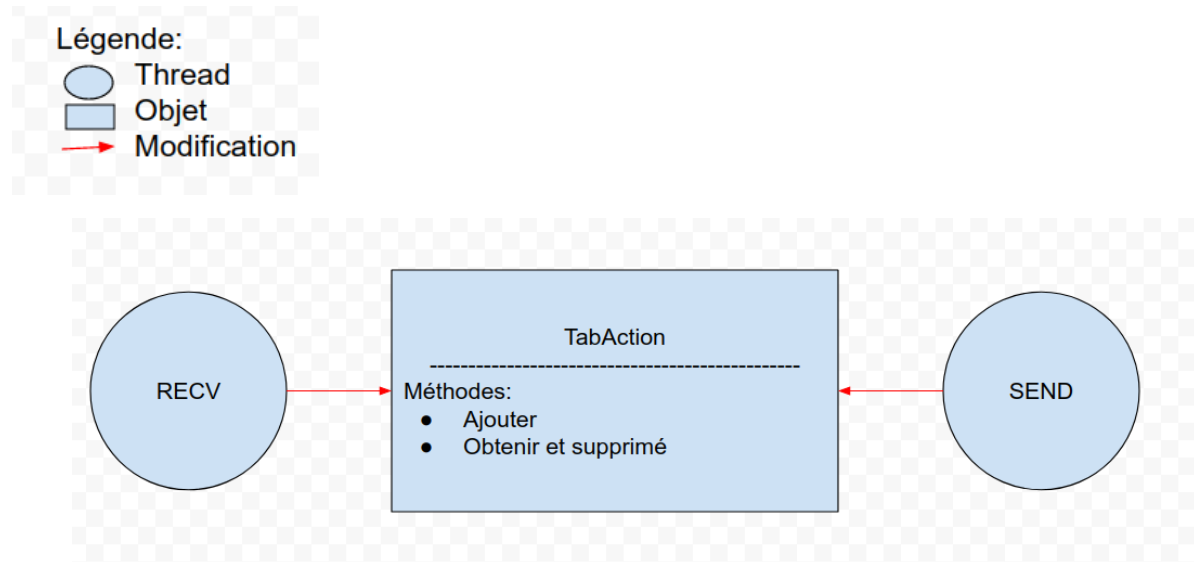 Légende:
Thread
Objet
Modification
TabAction
------------------------------------------------
RECV
Méthodes:
● Ajouter
● Obtenir et supprimé
SEND